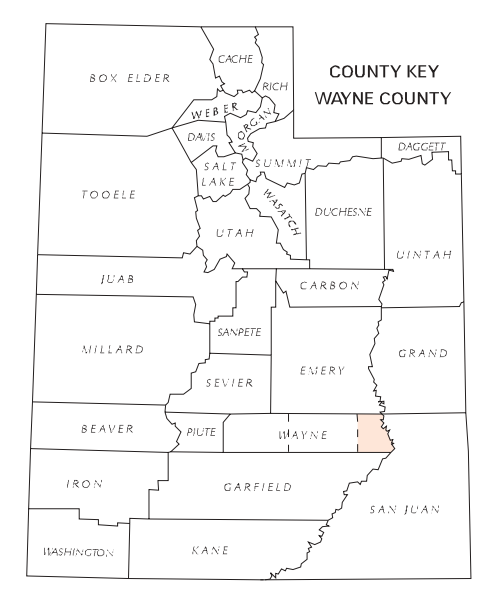 COUNTY KEY
WAYNE COUNTY
CACHE
BOX ELDER
RICH
WEBER
MORGAN
DAVIS
DAGGETT
SUMMIT
SALT
LAKE
TOOELE
WASATCH
DUCHESNE
UTAH
UINTAH
JUAB
CARBON
SANPETE
MILLARD
GRAND
EMERY
SEVIER
BEAVER
PIUTE
WAYNE
IRON
GARFIELD
SAN JUAN
WASHINGTON
KANE